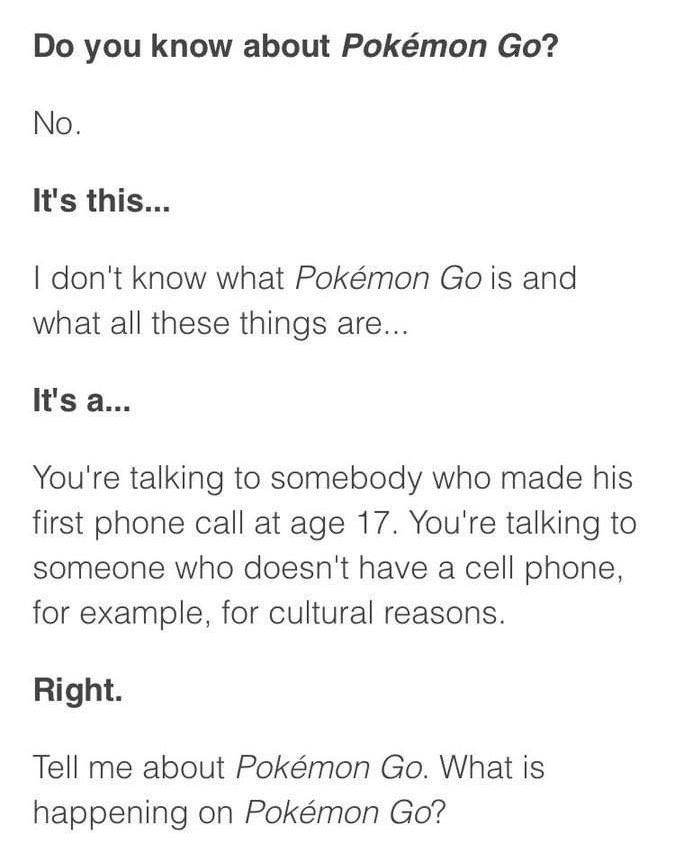 Do you know about Pokémon Go?
No.
It's this...
I don't know what Pokémon Go is and
what all these things are...
It's a...
You're talking to somebody who made his
first phone call at age 17. You're talking to
someone who doesn't have a cell phone,
for example, for cultural reasons.
Right.
Tell me about Pokémon Go. What is
happening on Pokémon Go?